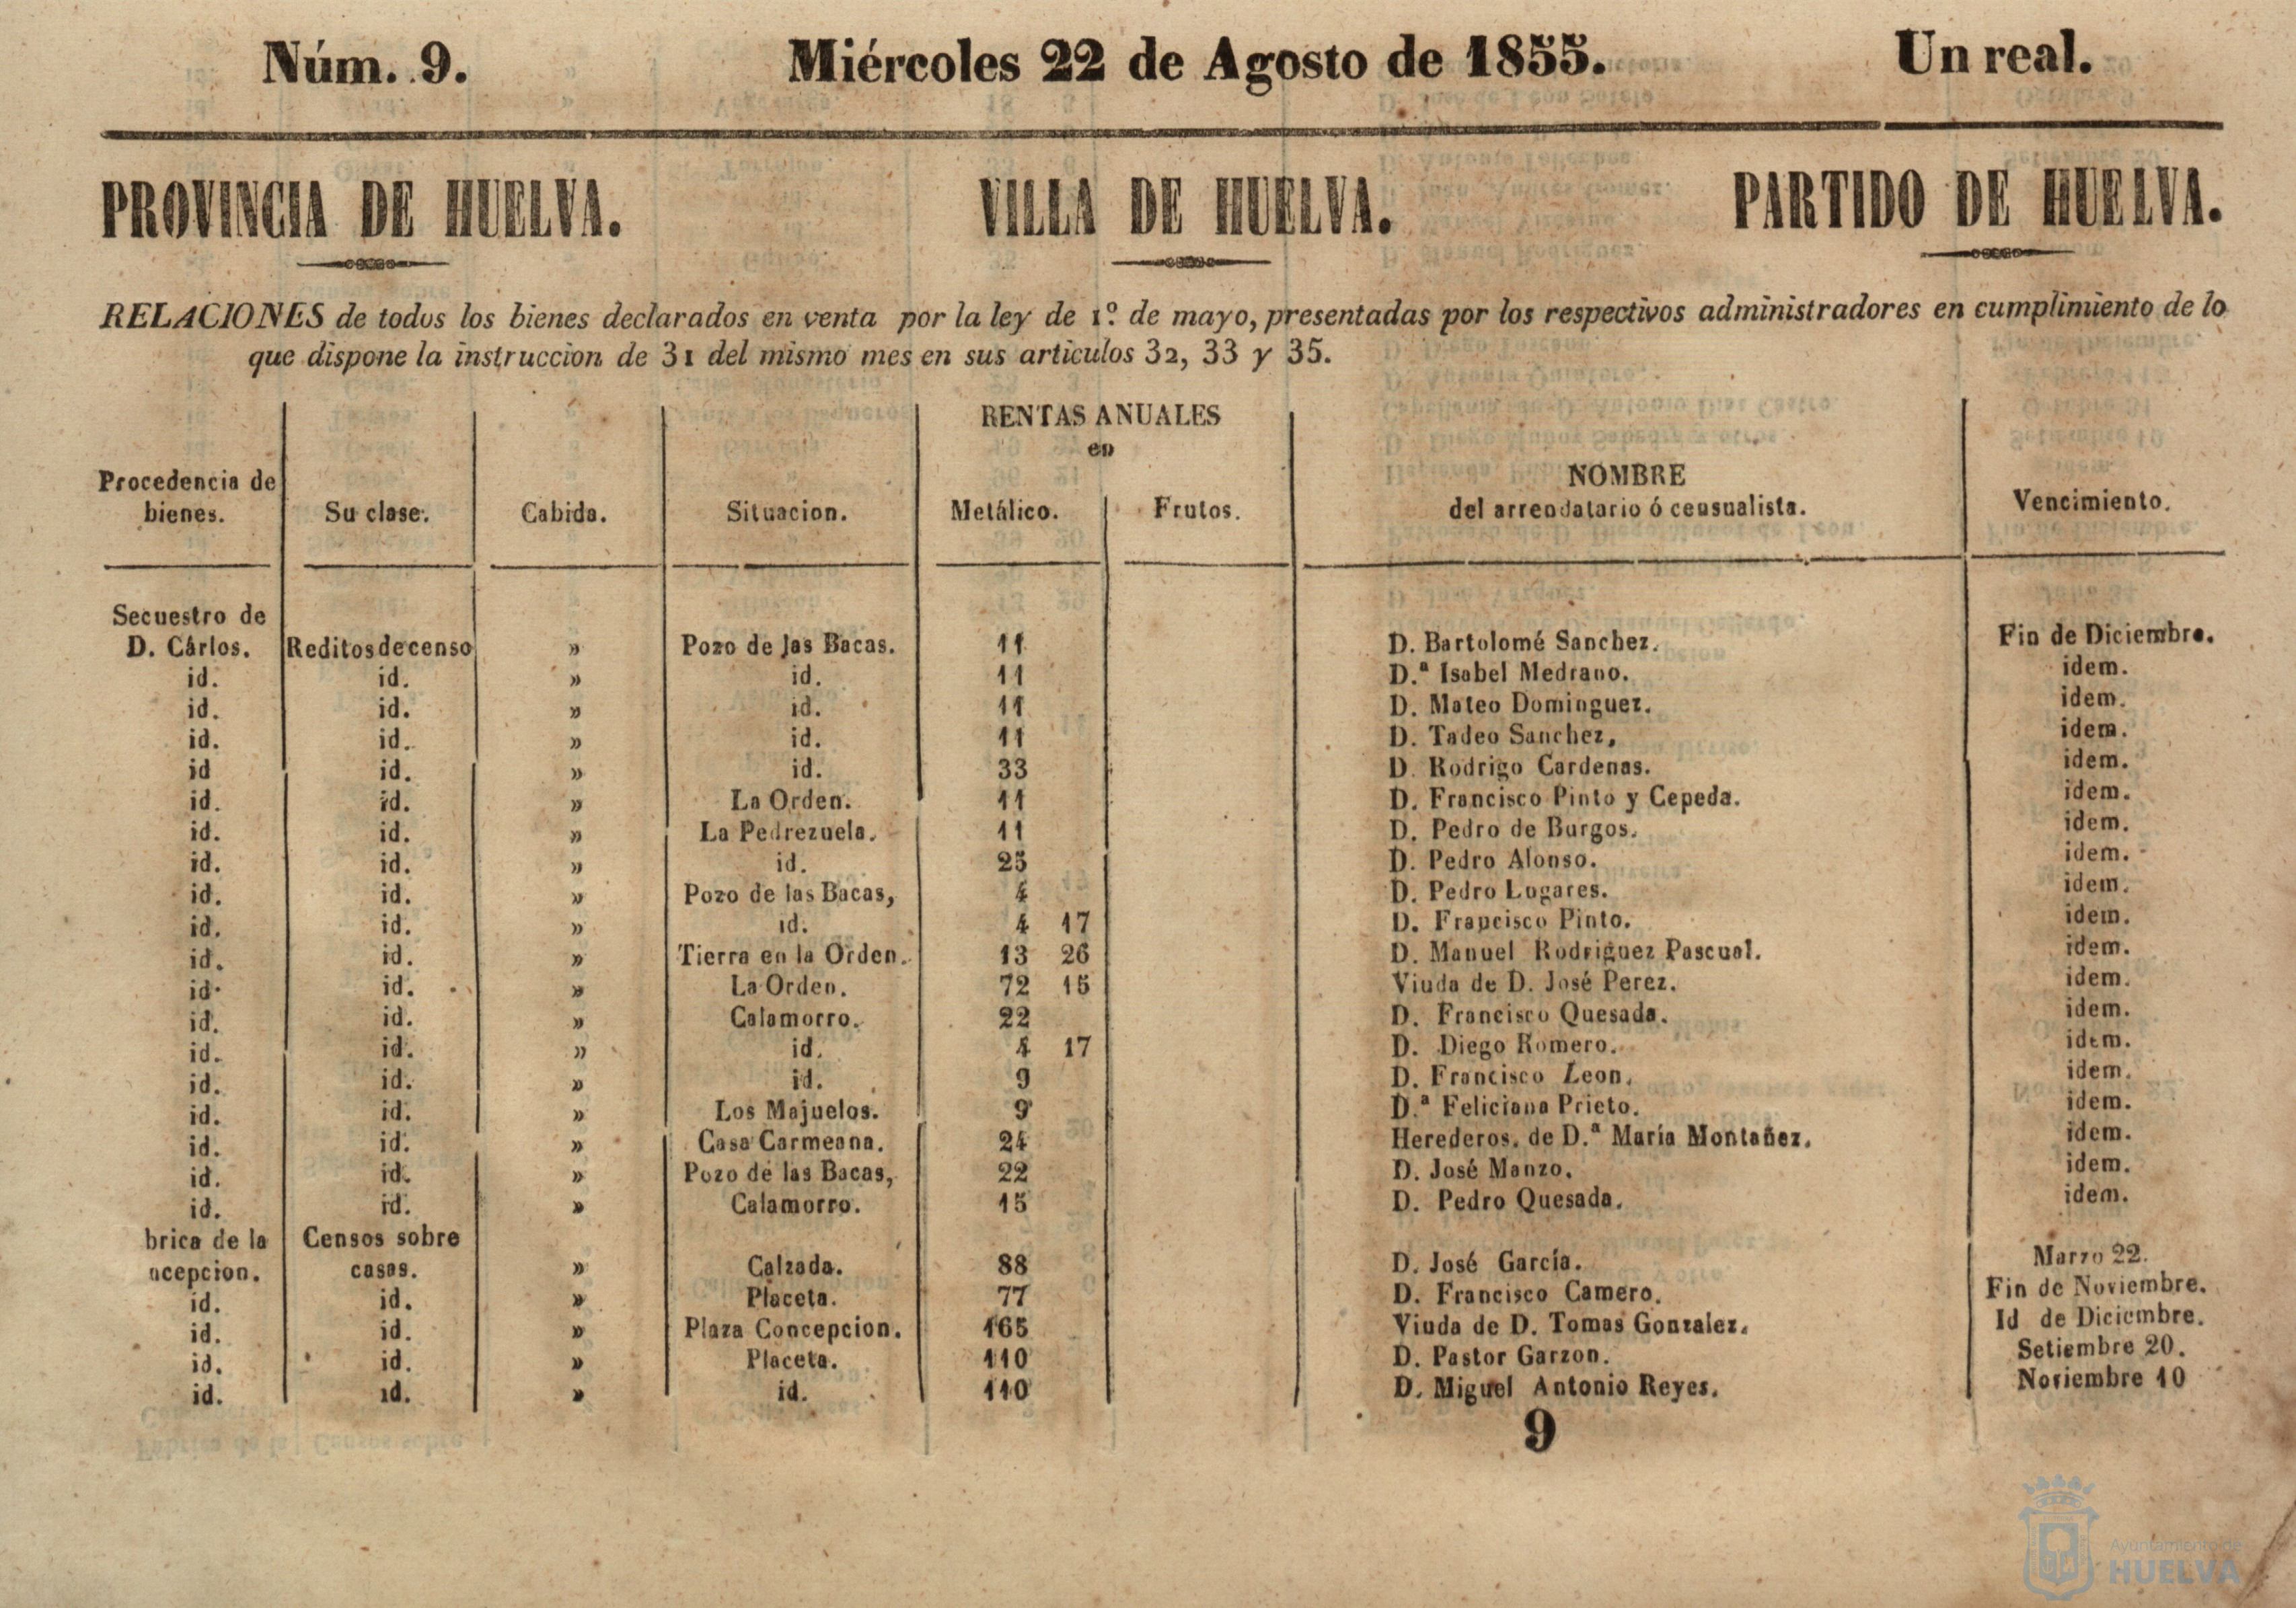 Núm. 9. Miércoles 22 de Agosto de 1855. Un real.
PROVINCIA DE HUELVA. VILLA DE HUELVA. PARTIDO DE HUELVA.
RELACIONES de todos los bienes declarados en venta por la ley de 1.º de mayo, presentadas por los respectivos administradores en cumplimiento de lo
que dispone la instruccion de 31 del mismo mes en sus articulos 32, 33 y 35.
RENTAS ANUALES
en
Procedencia de bienes. Su clase. Cabida. Situacion. Metálico. Frutos. NOMBRE del arrendatario ó censualista. Vencimiento.
Secuestro de
D. Cárlos. Reditos de censo » Pozo de las Bacas. 11 D. Bartolomé Sanchez. Fin de Diciembre.
id. id. » id. 11 D.ª Isabel Medrano. idem.
id. id. » id. 11 D. Mateo Dominguez. idem.
id. id. » id. 11 D. Tadeo Sanchez, idem.
id id. » id. 33 D. Rodrigo Cardenas. idem.
id. id. » La Orden. 11 D. Francisco Pinto y Cepeda. idem.
id. id. » La Pedrezuela. 11 D. Pedro de Burgos. idem.
id. id. » id. 25 D. Pedro Alonso. idem.
id. id. » Pozo de las Bacas, 4 D. Pedro Lugares. idem.
id. id. » id. 4 17 D. Francisco Pinto. idem.
id. id. » Tierra en la Orden. 13 26 D. Manuel Rodriguez Pascual. idem.
id. id. » La Orden. 72 15 Viuda de D. José Perez. idem.
id. id. » Calamorro. 22 D. Francisco Quesada. idem.
id. id. » id. 4 17 D. Diego Romero. idem.
id. id. » id. 9 D. Francisco Leon. idem.
id. id. » Los Majuelos. 9 D.ª Feliciana Prieto. idem.
id. id. » Casa Carmeana. 24 Herederos. de D.ª María Montañez. idem.
id. id. » Pozo de las Bacas, 22 D. José Manzo. idem.
id. id. » Calamorro. 15 D. Pedro Quesada. idem.
brica de la Censos sobre
ncepcion. casas. » Calzada. 88 D. José García. Marzo 22.
id. id. » Placeta. 77 D. Francisco Camero. Fin de Noviembre.
id. id. » Plaza Concepcion. 165 Viuda de D. Tomas Gonzalez. Id de Diciembre.
id. id. » Placeta. 110 D. Pastor Garzon. Setiembre 20.
id. id. » id. 110 D. Miguel Antonio Reyes. Noviembre 10
9
Ayuntamiento de
HUELVA